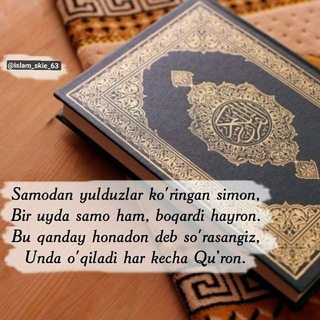 @islam_skie_63
Samodan yulduzlar ko'ringan simon,
Bir uyda samo ham, boqardi hayron.
Bu qanday honadon deb so'rasangiz,
Unda o'qiladi har kecha Qu'ron.